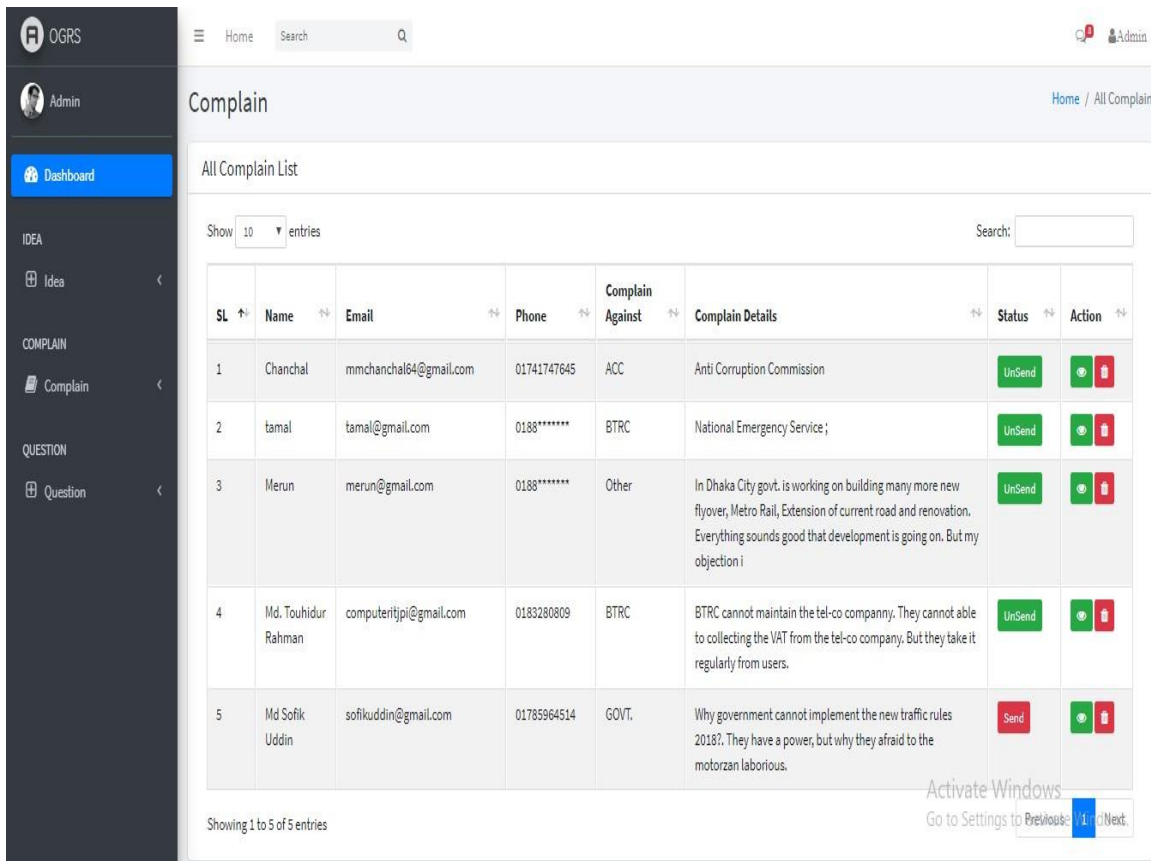 OGRS
Home Search Admin
Admin
Complain Home / All Complain
Dashboard
All Complain List
IDEA
Idea
COMPLAIN
Complain
QUESTION
Question
Show 10 entries Search:
SL Name Email Phone Complain Against Complain Details Status Action
1 Chanchal mmchanchal64@gmail.com 01741747645 ACC Anti Corruption Commission UnSend
2 tamal tamal@gmail.com 0188******* BTRC National Emergency Service ; UnSend
3 Merun merun@gmail.com 0188******* Other In Dhaka City govt. is working on building many more new UnSend
flyover, Metro Rail, Extension of current road and renovation.
Everything sounds good that development is going on. But my
objection i
4 Md. Touhidur Rahman computeritjpi@gmail.com 0183280809 BTRC BTRC cannot maintain the tel-co companny. They cannot able UnSend
to collecting the VAT from the tel-co company. But they take it
regularly from users.
5 Md Sofik Uddin sofikuddin@gmail.com 01785964514 GOVT. Why government cannot implement the new traffic rules Send
2018?. They have a power, but why they afraid to the
motorzan laborious.
Showing 1 to 5 of 5 entries
Previous 1 Next
Activate Windows
Go to Settings to activate Windows.